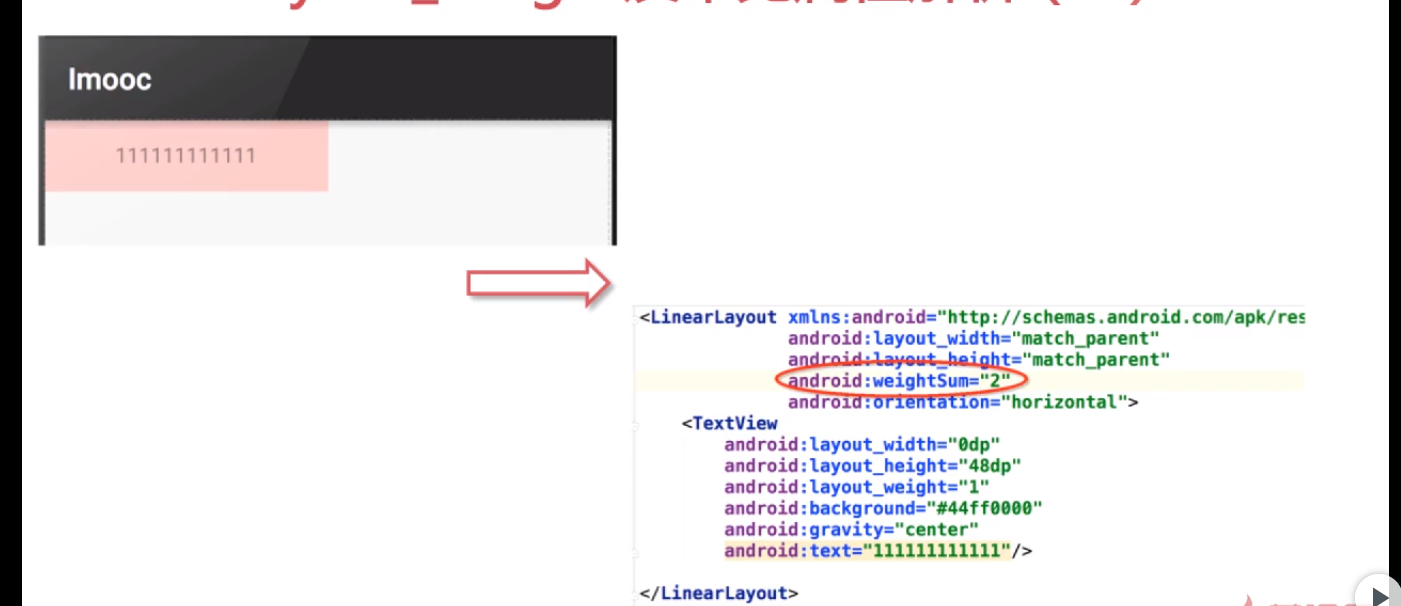 Imooc
111111111111
<LinearLayout xmlns:android="http://schemas.android.com/apk/res
android:layout_width="match_parent"
android:layout_height="match_parent"
android:weightSum="2"
android:orientation="horizontal">
<TextView
android:layout_width="0dp"
android:layout_height="48dp"
android:layout_weight="1"
android:background="#44ff0000"
android:gravity="center"
android:text="111111111111"/>
</LinearLayout>